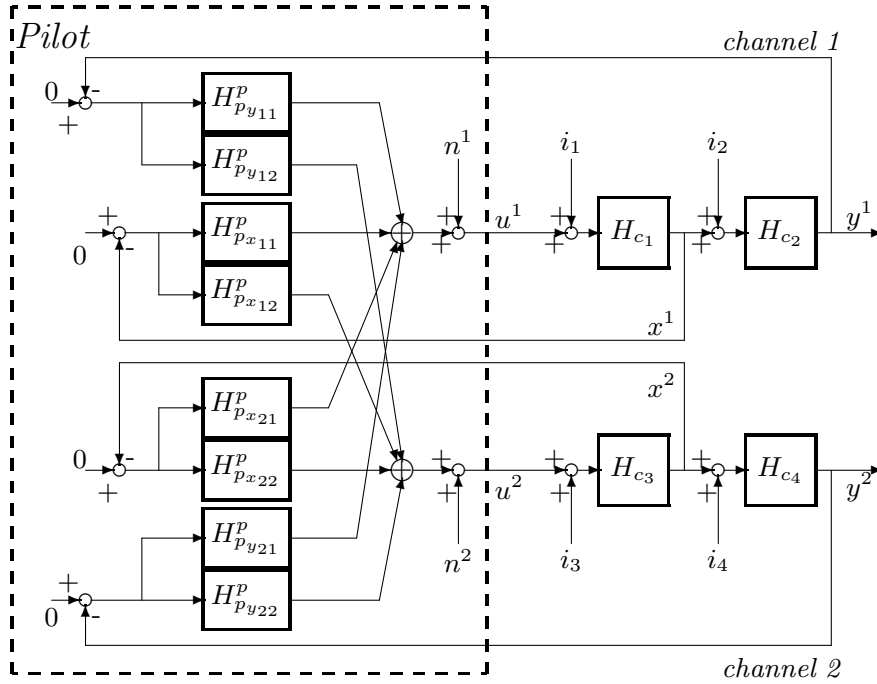 Pilot
channel 1
0
-
+
H^p_{p_{y_{11}}}
H^p_{p_{y_{12}}}
n^1
i_1
i_2
+
0
-
H^p_{p_{x_{11}}}
H^p_{p_{x_{12}}}
+
+
u^1
+
+
H_{c_1}
+
+
H_{c_2}
y^1
x^1
x^2
0
-
+
H^p_{p_{x_{21}}}
H^p_{p_{x_{22}}}
+
+
u^2
+
+
H_{c_3}
+
+
H_{c_4}
y^2
n^2
i_3
i_4
+
0
-
H^p_{p_{y_{21}}}
H^p_{p_{y_{22}}}
channel 2